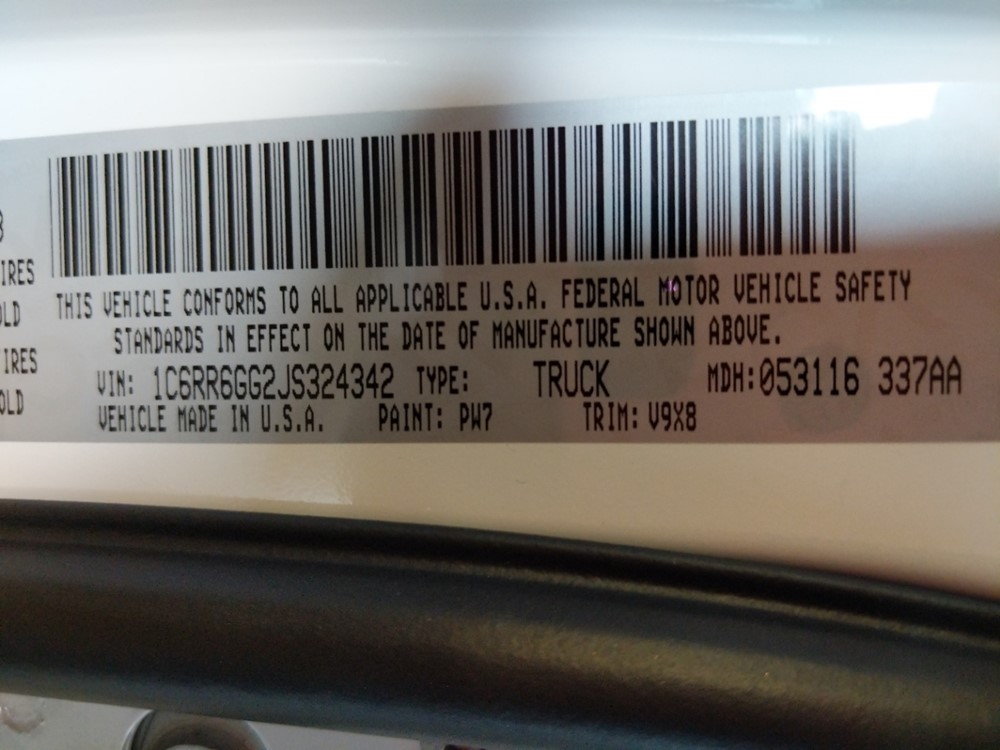 8
IRES
OLD
IRES
OLD
THIS VEHICLE CONFORMS TO ALL APPLICABLE U.S.A. FEDERAL MOTOR VEHICLE SAFETY
STANDARDS IN EFFECT ON THE DATE OF MANUFACTURE SHOWN ABOVE.
VIN: 1C6RR6GG2JS324342 TYPE: TRUCK MDH:053116 337AA
VEHICLE MADE IN U.S.A. PAINT: PW7 TRIM: V9X8